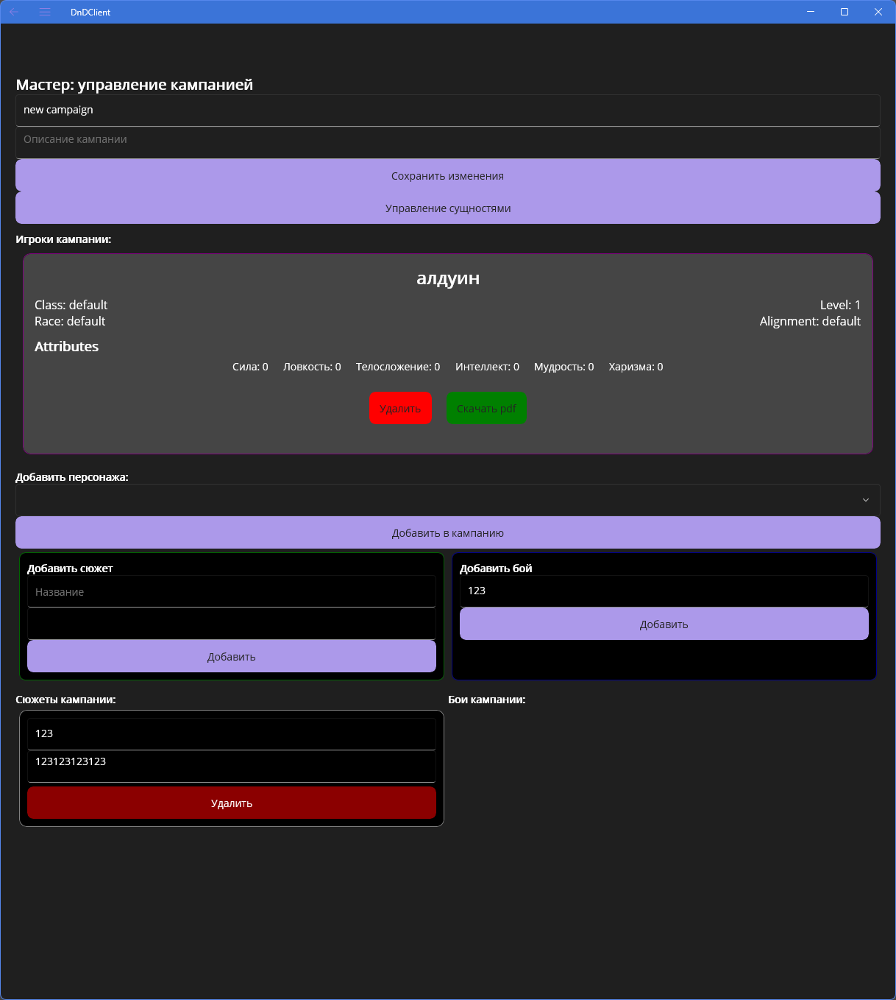 DnDClient
Мастер: управление кампанией
new campaign
Описание кампании
Сохранить изменения
Управление сущностями
Игроки кампании:
алдуин
Class: default
Level: 1
Race: default
Alignment: default
Attributes
Сила: 0 Ловкость: 0 Телосложение: 0 Интеллект: 0 Мудрость: 0 Харизма: 0
Удалить
Скачать pdf
Добавить персонажа:
Добавить в кампанию
Добавить сюжет
Название
Добавить
Добавить бой
123
Добавить
Сюжеты кампании:
123
123123123123
Удалить
Бои кампании: